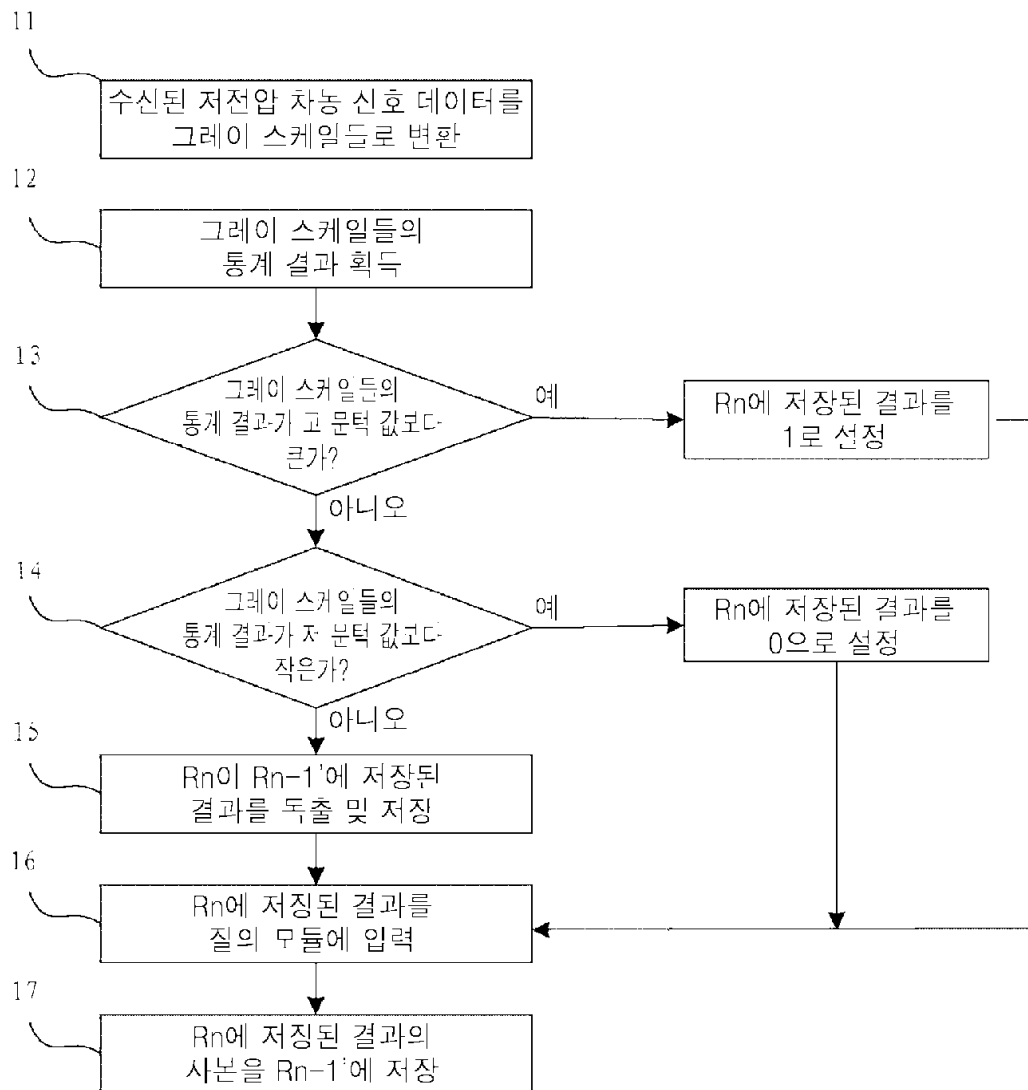 11
수신된 저전압 차동 신호 데이터를
그레이 스케일들로 변환
12
그레이 스케일들의
통계 결과 획득
13
그레이 스케일들의
통계 결과가 고 문턱 값보다
큰가?
예
Rn에 저장된 결과를
1로 설정
아니오
14
그레이 스케일들의
통계 결과가 저 문턱 값보다
작은가?
예
Rn에 저장된 결과를
0으로 설정
아니오
15
Rn이 Rn-1'에 저장된
결과를 독출 및 저장
16
Rn에 저장된 결과를
질의 모듈에 입력
17
Rn에 저장된 결과의
사본을 Rn-1'에 저장